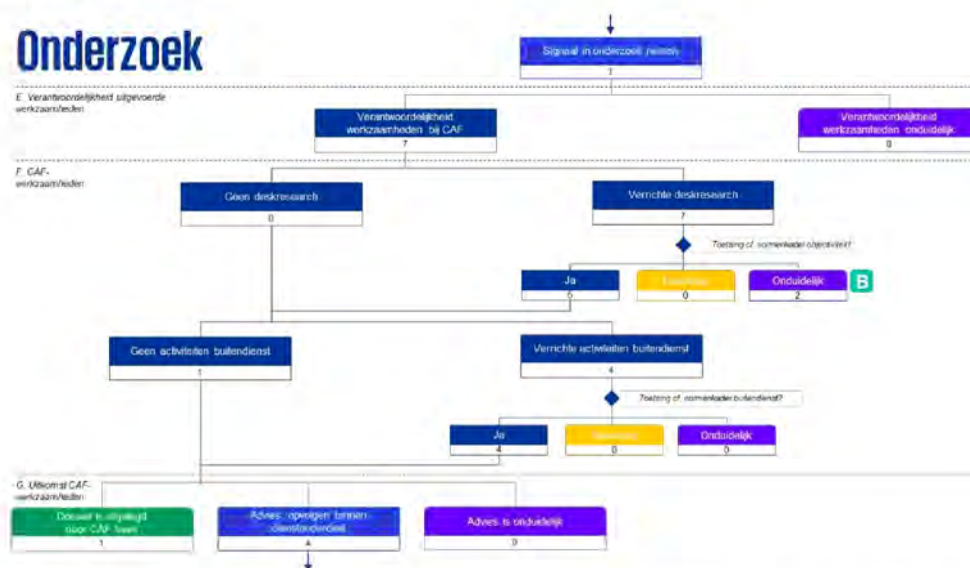 Onderzoek
Signaal in onderzoek nemen
7
E. Verantwoordelijkheid uitgevoerde
werkzaamheden
Verantwoordelijkheid
werkzaamheden bij CAF
7
Verantwoordelijkheid
werkzaamheden onduidelijk
0
F. CAF-
werkzaamheden
Geen deskresearch
0
Verrichte deskresearch
7
Toetsing cf. normenkader objectiviteit?
Ja
5
0
Onduidelijk
2
B
Geen activiteiten buitendienst
1
Verrichte activiteiten buitendienst
4
Toetsing cf. normenkader buitendienst?
Ja
4
0
Onduidelijk
0
G. Uitkomst CAF-
werkzaamheden
Dossier is afgelegd
door CAF team
1
Advies: opvolgen binnen
dienstonderdeel
4
Advies is onduidelijk
0